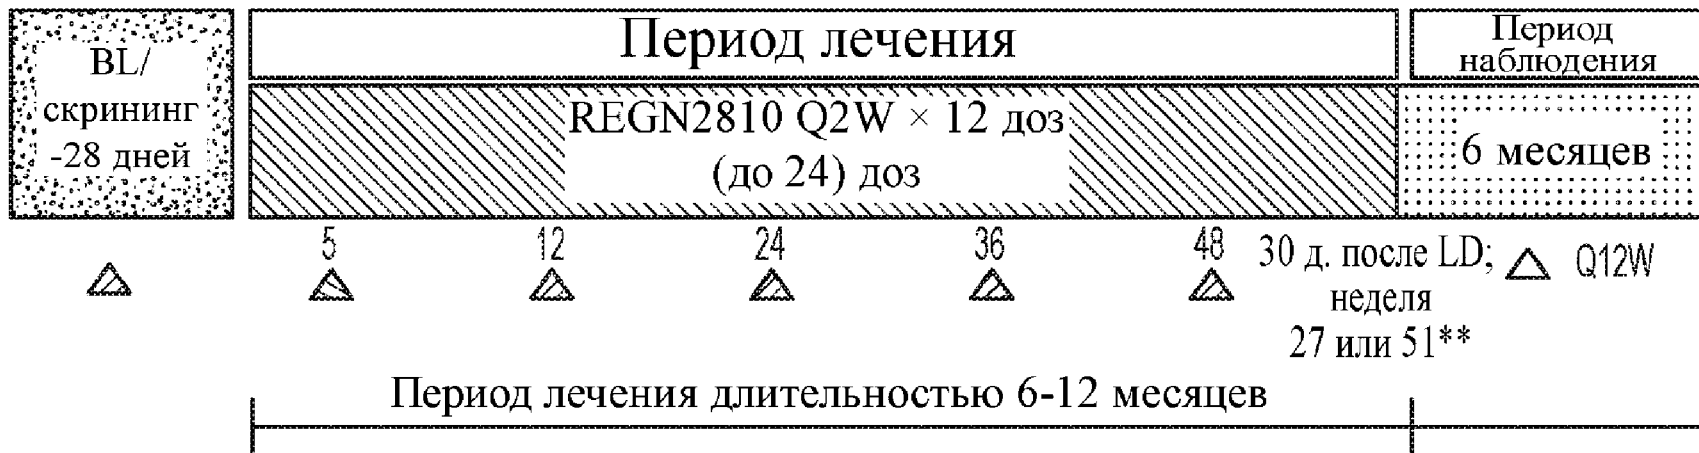 BL/
скрининг
-28 дней
Период лечения
Период
наблюдения
REGN2810 Q2W × 12 доз
(до 24) доз
6 месяцев
5
12
24
36
48
30 д. после LD;
неделя
27 или 51**
Q12W
Период лечения длительностью 6-12 месяцев